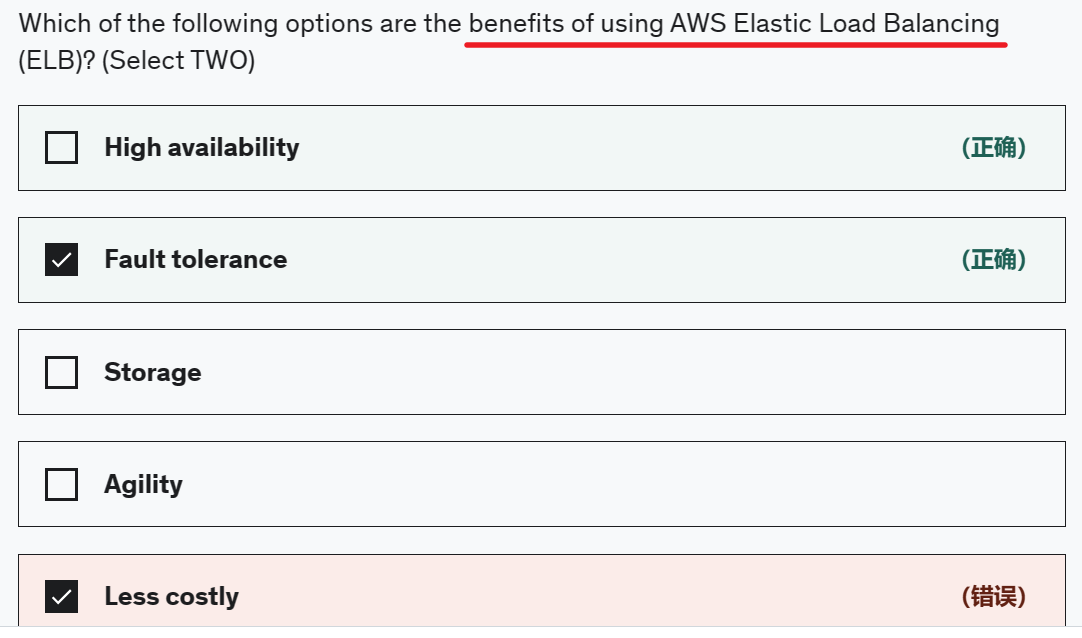 Which of the following options are the benefits of using AWS Elastic Load Balancing
(ELB)? (Select TWO)
High availability (正确)
Fault tolerance (正确)
Storage
Agility
Less costly (错误)